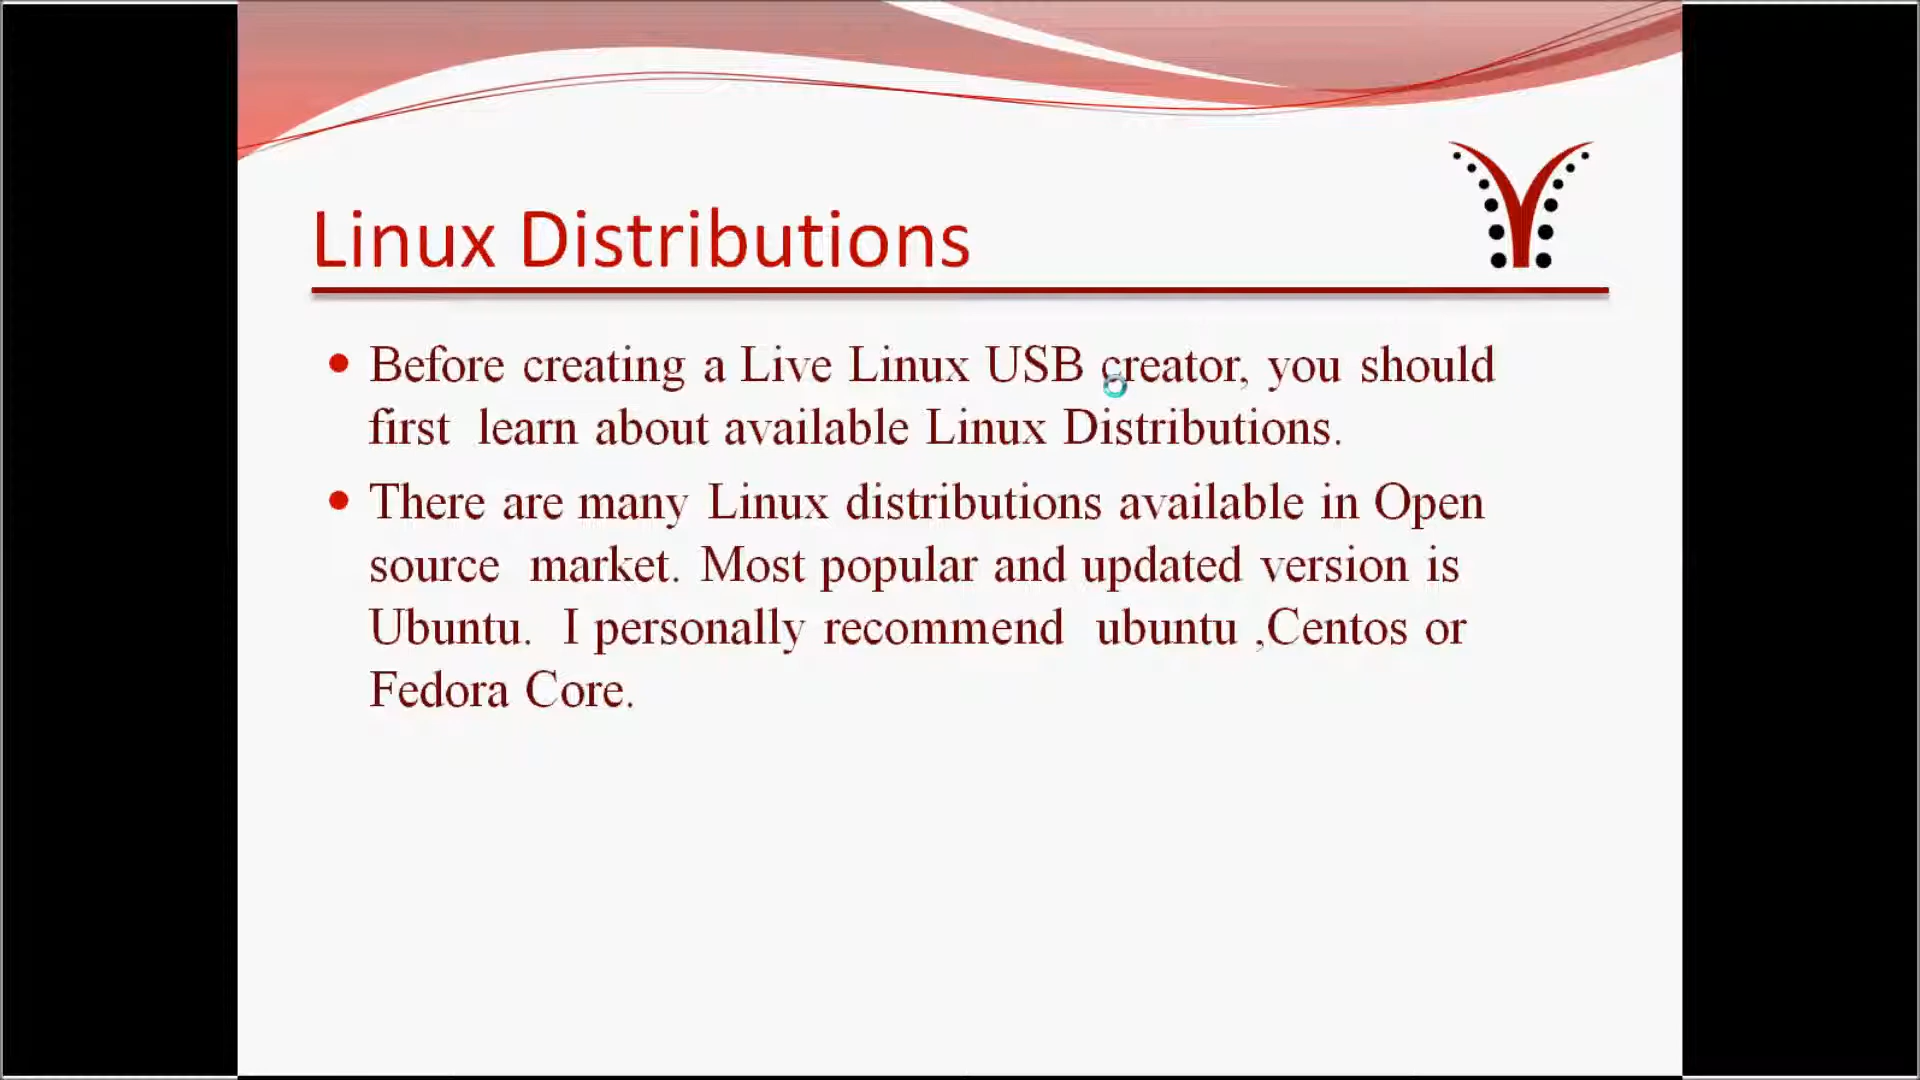 Linux Distributions
Before creating a Live Linux USB creator, you should
first learn about available Linux Distributions.
There are many Linux distributions available in Open
source market. Most popular and updated version is
Ubuntu. I personally recommend ubuntu ,Centos or
Fedora Core.